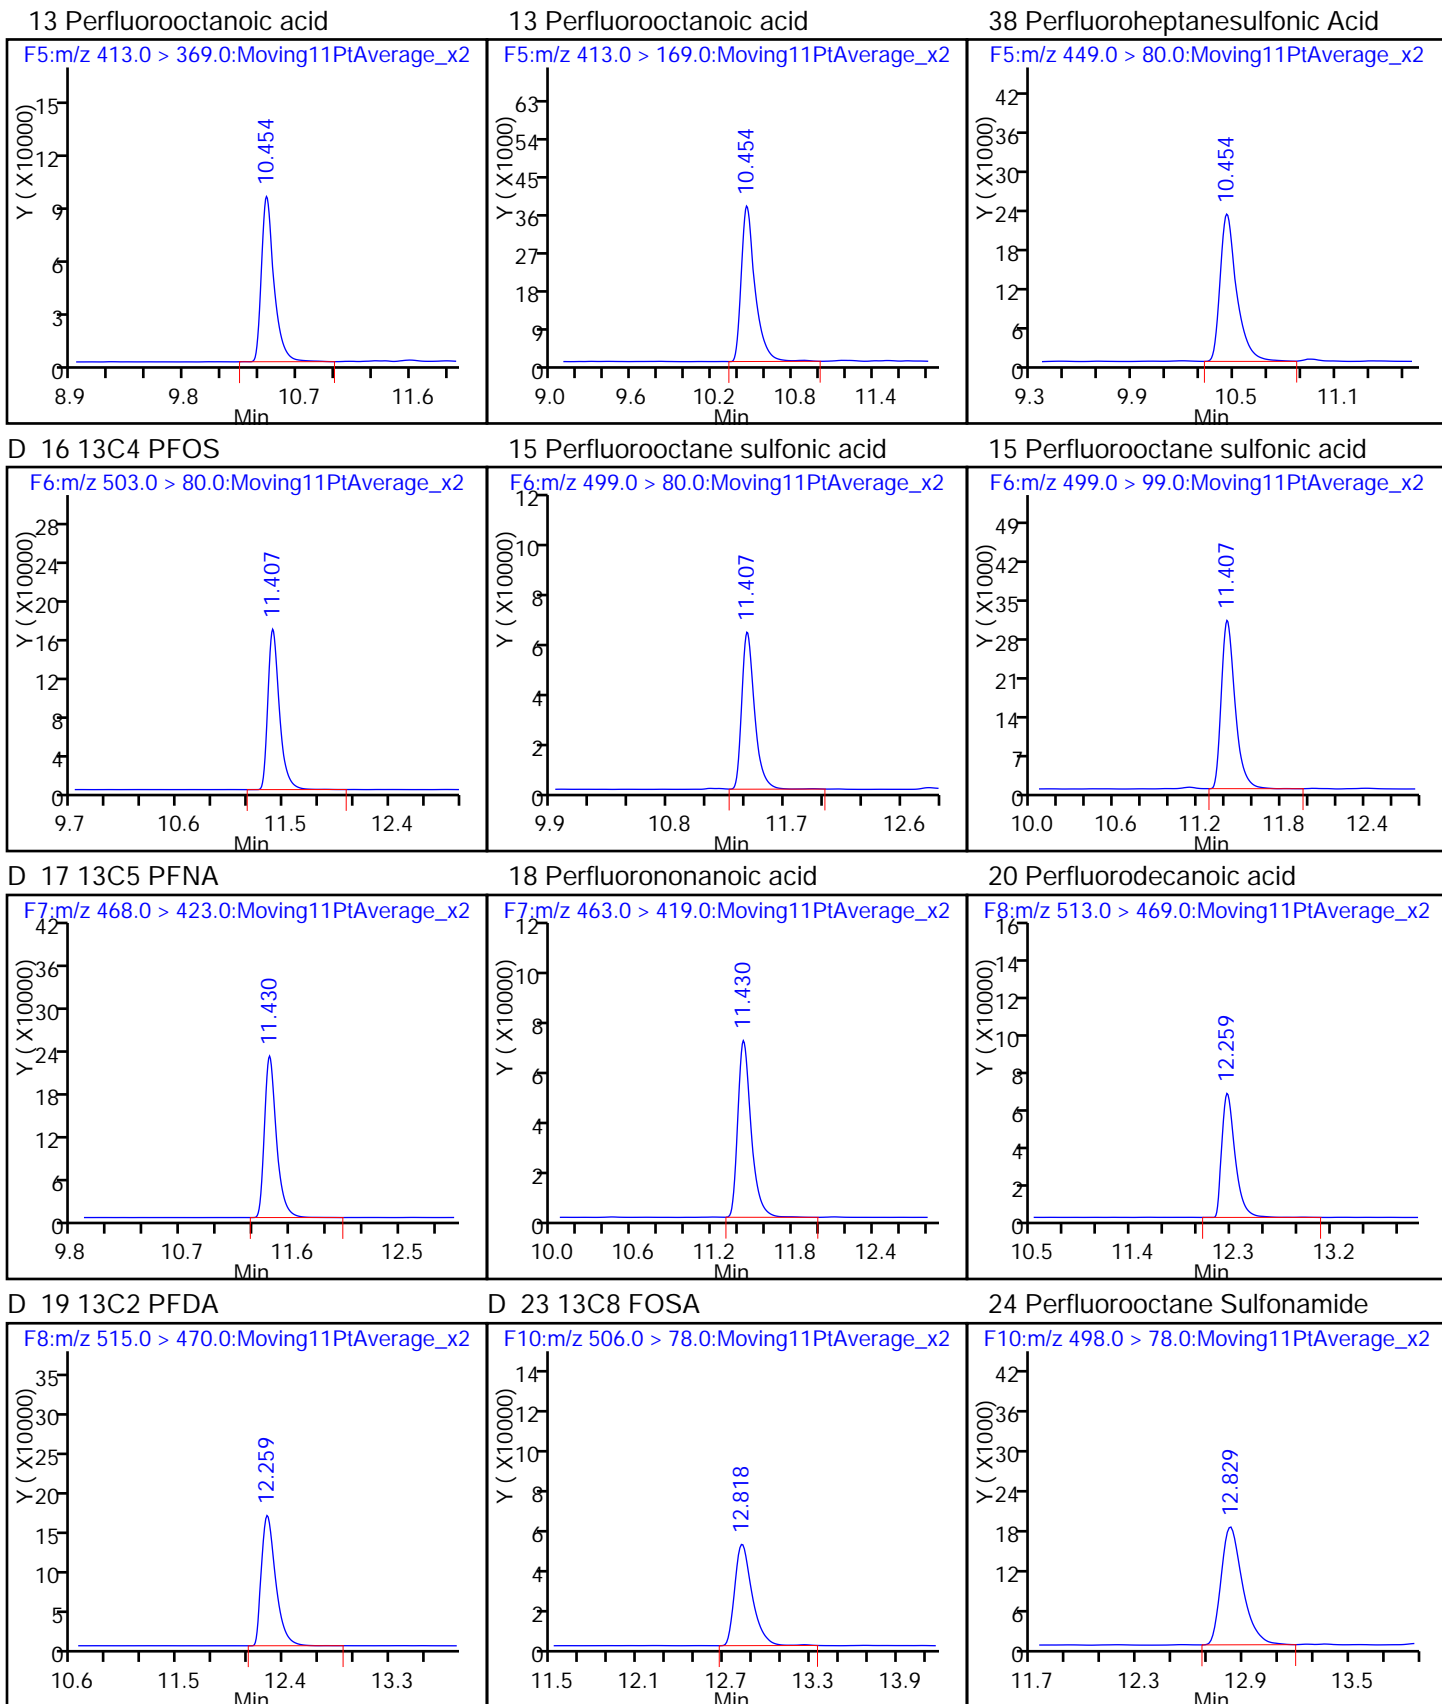 13 Perfluorooctanoic acid
F5:m/z 413.0 > 369.0:Moving11PtAverage_x2
Y ( X10000)
15
12
9
6
3
0
10.454
8.9 9.8 10.7 11.6
Min
13 Perfluorooctanoic acid
F5:m/z 413.0 > 169.0:Moving11PtAverage_x2
Y ( X1000)
63
54
45
36
27
18
9
0
10.454
9.0 9.6 10.2 10.8 11.4
Min
38 Perfluoroheptanesulfonic Acid
F5:m/z 449.0 > 80.0:Moving11PtAverage_x2
Y ( X1000)
42
36
30
24
18
12
6
0
10.454
9.3 9.9 10.5 11.1
Min
D 16 13C4 PFOS
F6:m/z 503.0 > 80.0:Moving11PtAverage_x2
Y ( X10000)
28
24
20
16
12
8
4
0
11.407
9.7 10.6 11.5 12.4
Min
15 Perfluorooctane sulfonic acid
F6:m/z 499.0 > 80.0:Moving11PtAverage_x2
Y ( X10000)
12
10
8
6
4
2
0
11.407
9.9 10.8 11.7 12.6
Min
15 Perfluorooctane sulfonic acid
F6:m/z 499.0 > 99.0:Moving11PtAverage_x2
Y ( X1000)
49
42
35
28
21
14
7
0
11.407
10.0 10.6 11.2 11.8 12.4
Min
D 17 13C5 PFNA
F7:m/z 468.0 > 423.0:Moving11PtAverage_x2
Y ( X10000)
42
36
30
24
18
12
6
0
11.430
9.8 10.7 11.6 12.5
Min
18 Perfluorononanoic acid
F7:m/z 463.0 > 419.0:Moving11PtAverage_x2
Y ( X10000)
12
10
8
6
4
2
0
11.430
10.0 10.6 11.2 11.8 12.4
Min
20 Perfluorodecanoic acid
F8:m/z 513.0 > 469.0:Moving11PtAverage_x2
Y ( X10000)
16
14
12
10
8
6
4
2
0
12.259
10.5 11.4 12.3 13.2
Min
D 19 13C2 PFDA
F8:m/z 515.0 > 470.0:Moving11PtAverage_x2
Y ( X10000)
35
30
25
20
15
10
5
0
12.259
10.6 11.5 12.4 13.3
Min
D 23 13C8 FOSA
F10:m/z 506.0 > 78.0:Moving11PtAverage_x2
Y ( X10000)
14
12
10
8
6
4
2
0
12.818
11.5 12.1 12.7 13.3 13.9
Min
24 Perfluorooctane Sulfonamide
F10:m/z 498.0 > 78.0:Moving11PtAverage_x2
Y ( X1000)
42
36
30
24
18
12
6
0
12.829
11.7 12.3 12.9 13.5
Min